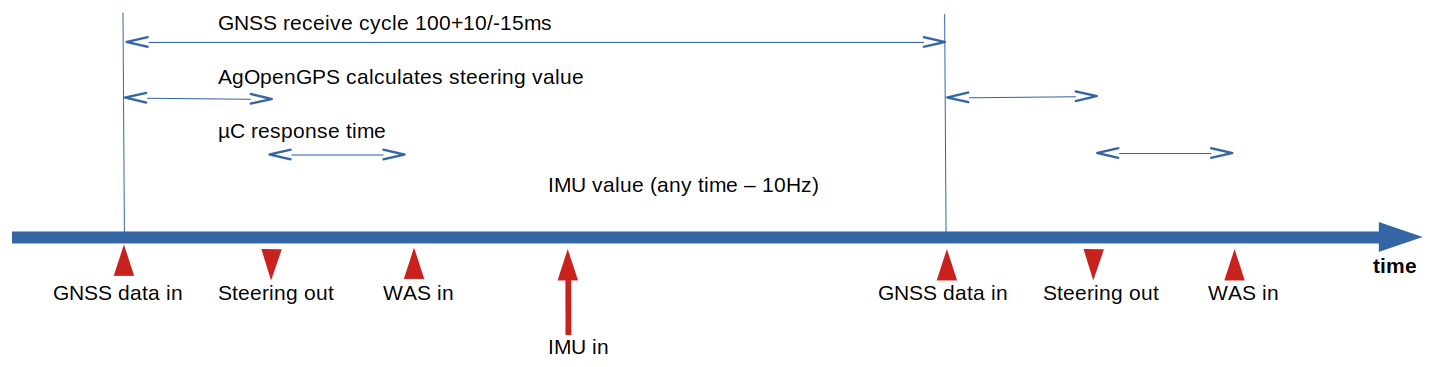 GNSS receive cycle 100+10/-15ms
AgOpenGPS calculates steering value
µC response time
IMU value (any time – 10Hz)
time
GNSS data in
Steering out
WAS in
GNSS data in
Steering out
WAS in
IMU in